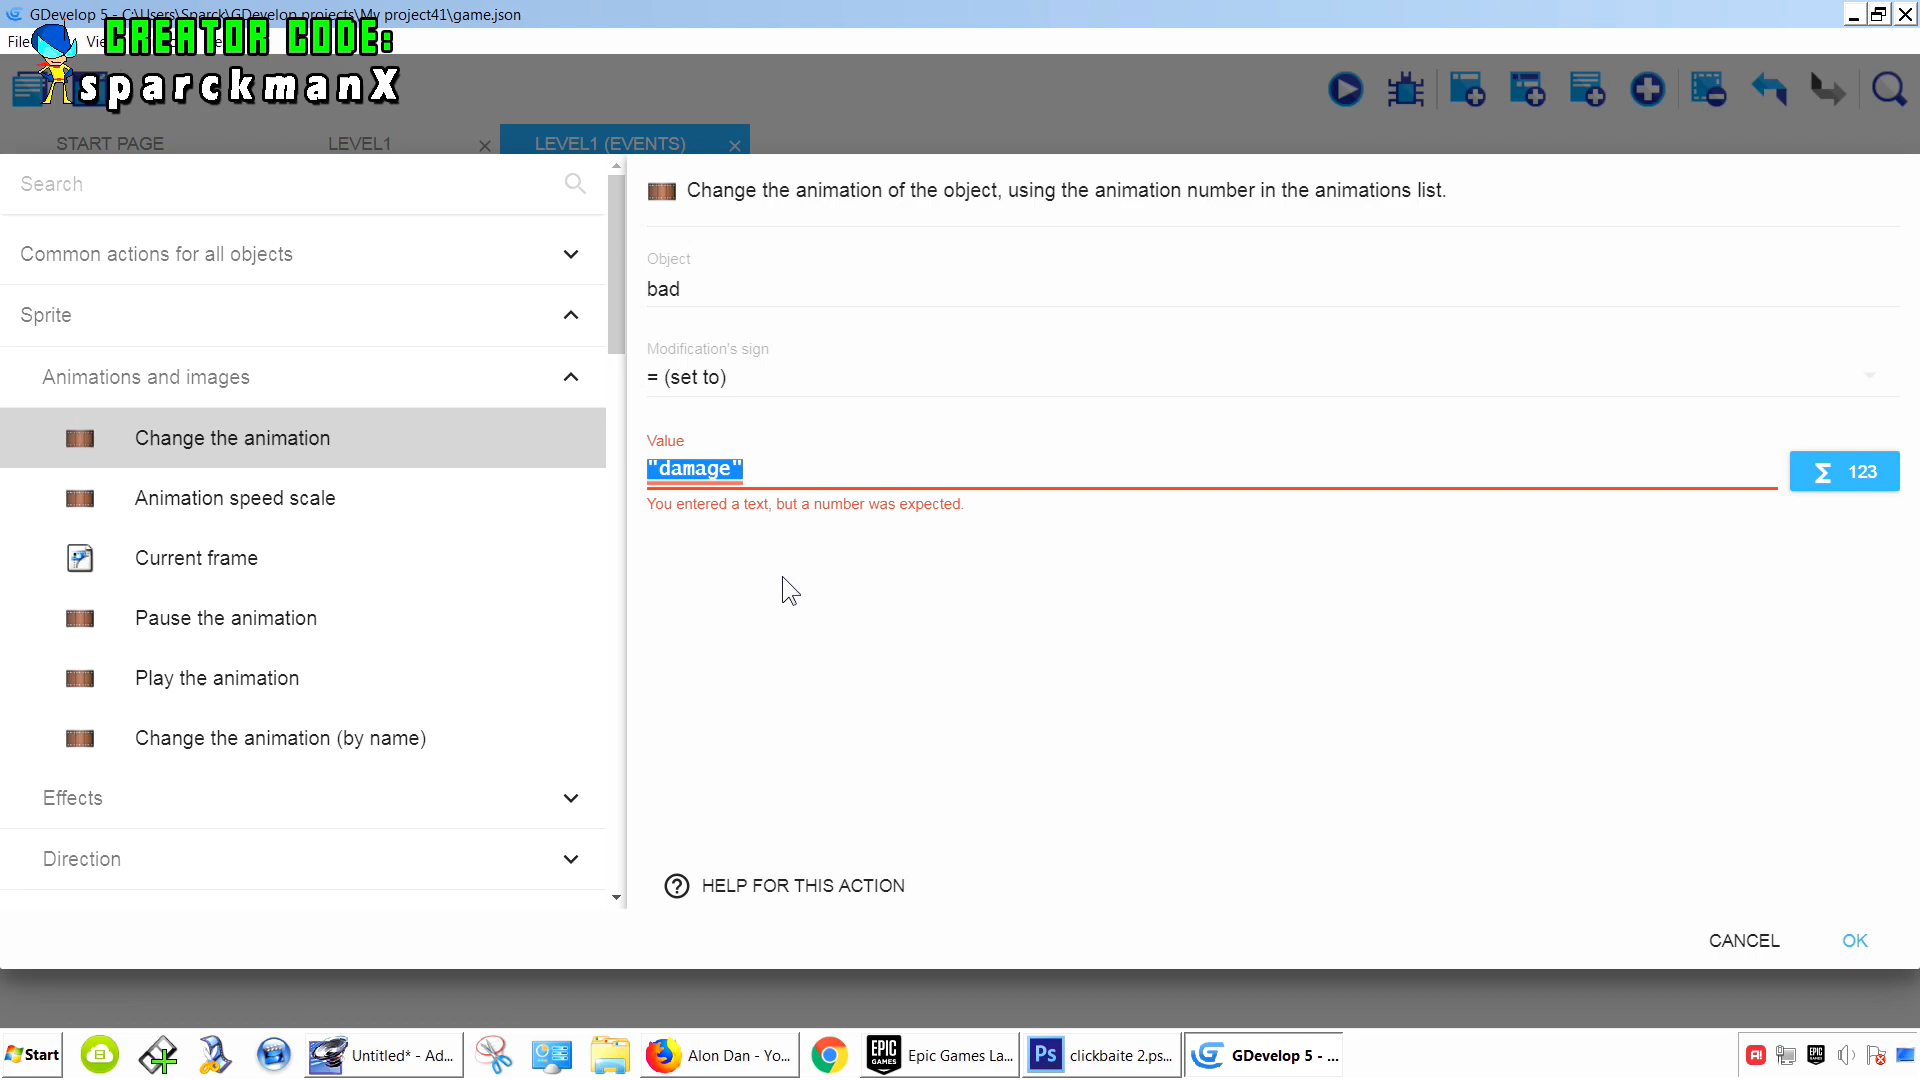 GDevelop 5 - C:\Users\Sparck\GDevelop projects\My project41\game.json
File Vi
CREATOR CODE:
sparckmanX
START PAGE
LEVEL1
LEVEL1 (EVENTS)
Search
Common actions for all objects
Sprite
Animations and images
Change the animation
Animation speed scale
Current frame
Pause the animation
Play the animation
Change the animation (by name)
Effects
Direction
Change the animation of the object, using the animation number in the animations list.
Object
bad
Modification's sign
= (set to)
Value
"damage"
Σ 123
You entered a text, but a number was expected.
? HELP FOR THIS ACTION
CANCEL
OK
Start
Untitled* - Ad...
Alon Dan - Yo...
EPIC GAMES
Epic Games La...
Ps
clickbaite 2.ps...
GDevelop 5 - ...